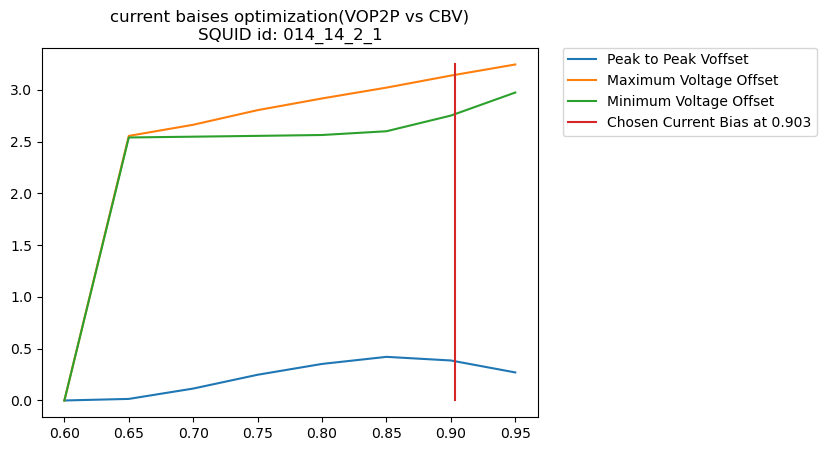 current baises optimization(VOP2P vs CBV)
SQUID id: 014_14_2_1
Peak to Peak Voffset
Maximum Voltage Offset
Minimum Voltage Offset
Chosen Current Bias at 0.903
3.0
2.5
2.0
1.5
1.0
0.5
0.0
0.60 0.65 0.70 0.75 0.80 0.85 0.90 0.95